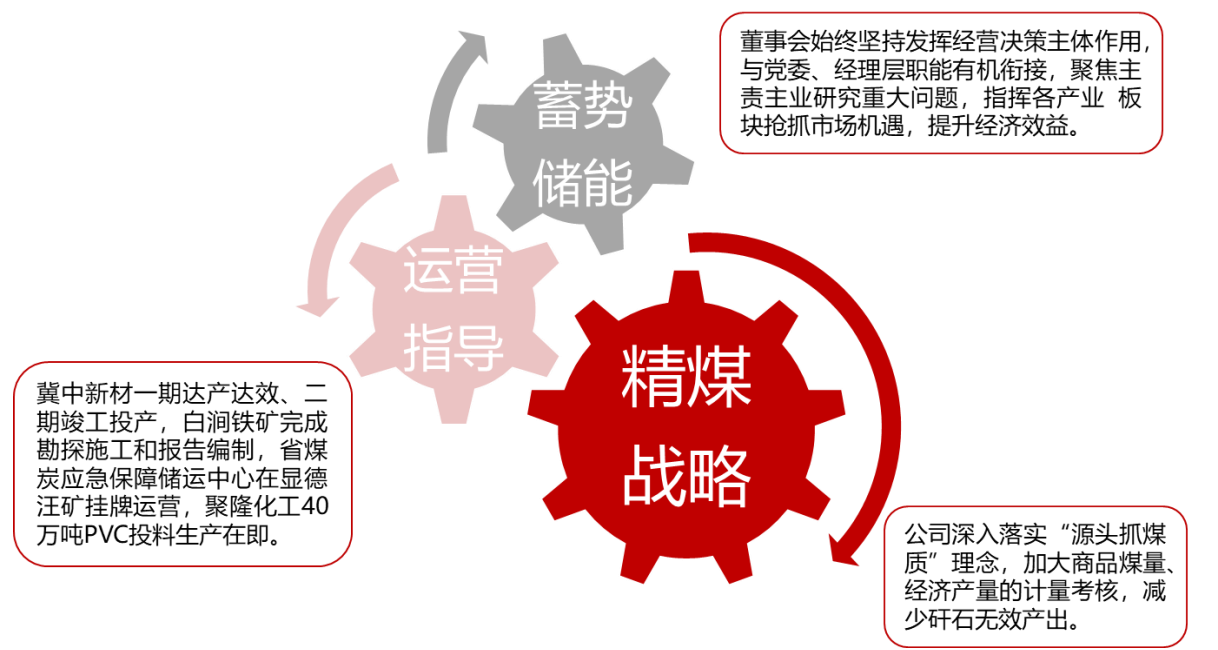 董事会始终坚持发挥经营决策主体作用，
与党委、经理层职能有机衔接，聚焦主
责主业研究重大问题，指挥各产业 板
块抢抓市场机遇，提升经济效益。
蓄势
储能
运营
指导
精煤
战略
冀中新材一期达产达效、二
期竣工投产，白涧铁矿完成
勘探施工和报告编制，省煤
炭应急保障储运中心在显德
汪矿挂牌运营，聚隆化工40
万吨PVC投料生产在即。
公司深入落实“源头抓煤
质”理念，加大商品煤量、
经济产量的计量考核，减
少矸石无效产出。